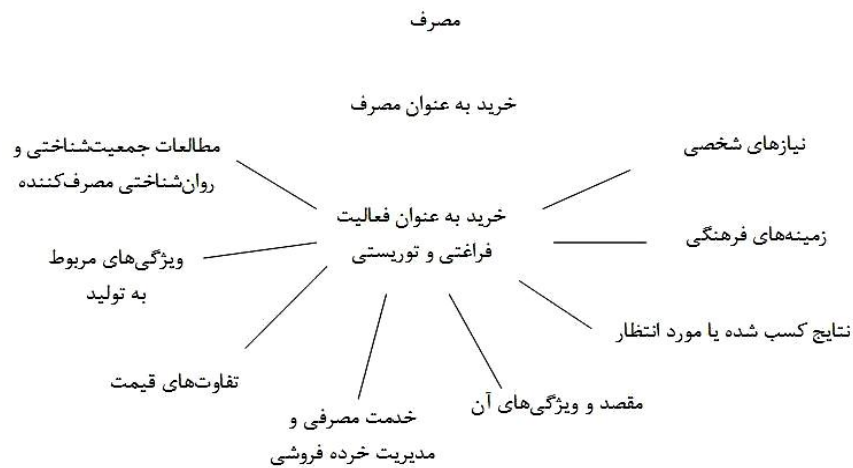 مصرف
خرید به عنوان مصرف
نیازهای شخصی
مطالعات جمعیت‌شناختی و
روان‌شناختی مصرف‌کننده
خرید به عنوان فعالیت
فراغتی و توریستی
زمینه‌های فرهنگی
ویژگی‌های مربوط
به تولید
نتایج کسب شده یا مورد انتظار
تفاوت‌های قیمت
مقصد و ویژگی‌های آن
خدمت مصرفی و
مدیریت خرده فروشی